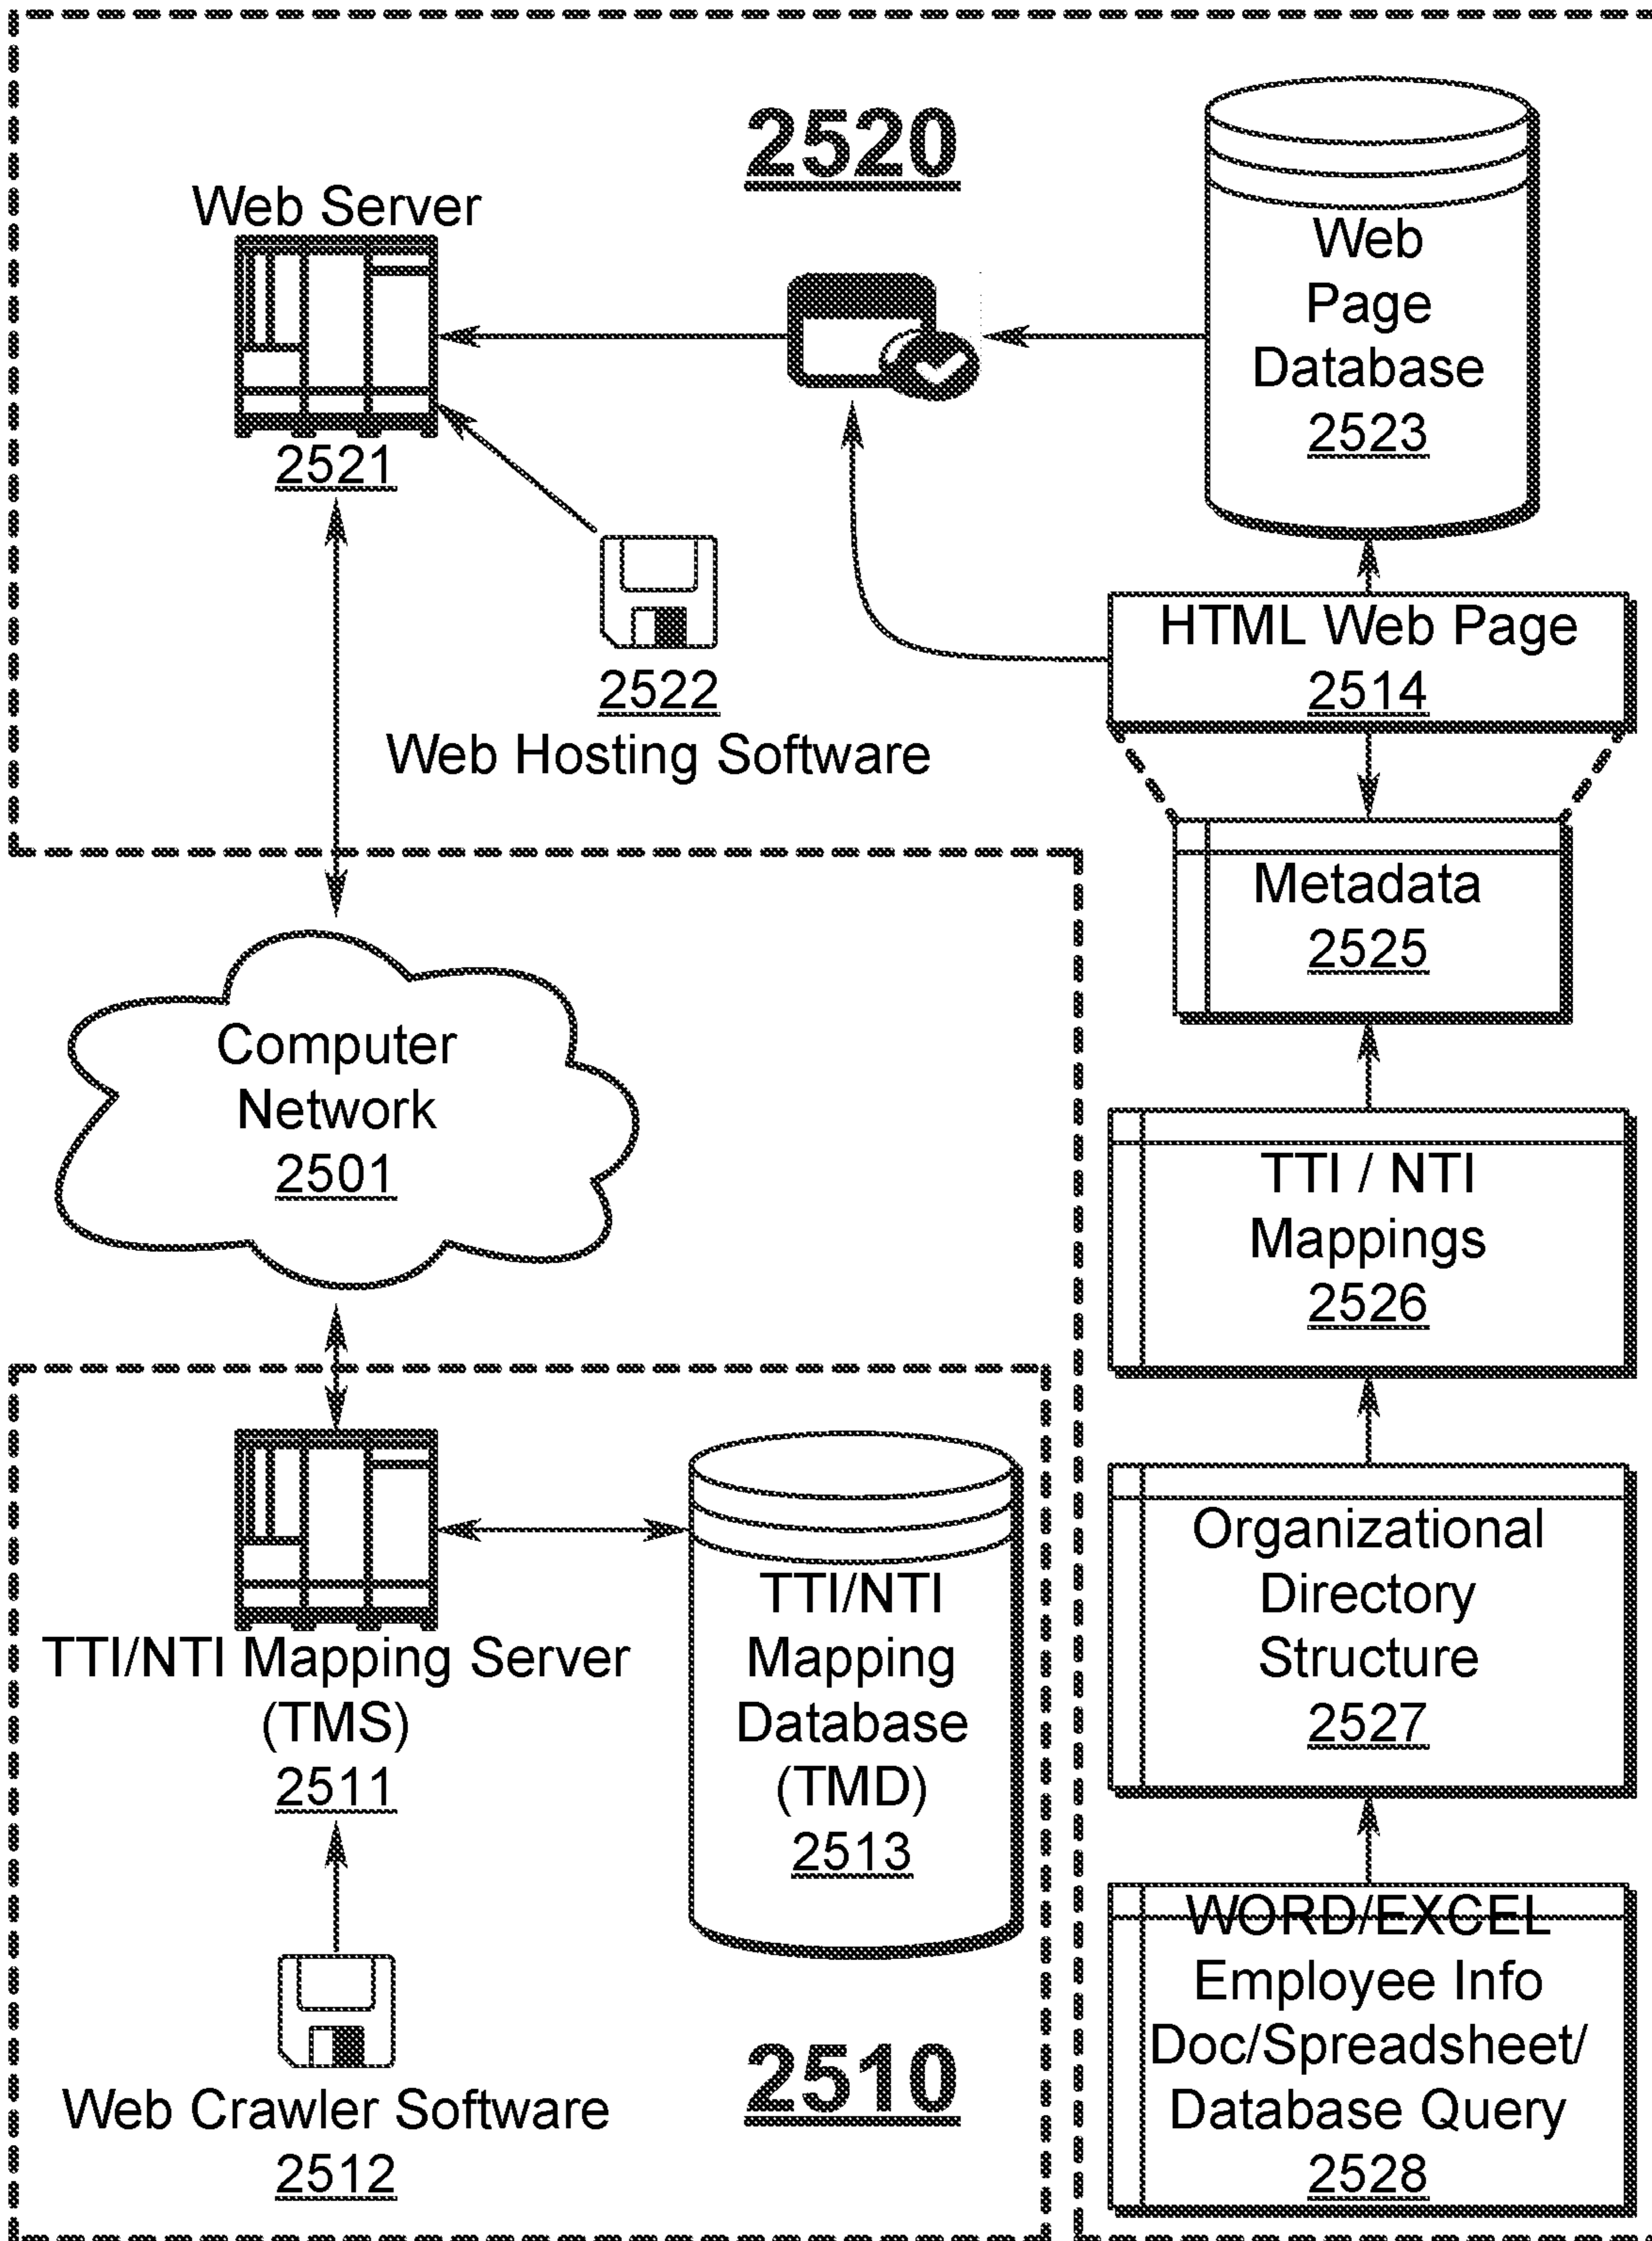 2520
Web Server
2521
Web
Page
Database
2523
2522
Web Hosting Software
HTML Web Page
2514
Metadata
2525
Computer
Network
2501
TTI / NTI
Mappings
2526
TTI/NTI Mapping Server
(TMS)
2511
TTI/NTI
Mapping
Database
(TMD)
2513
Organizational
Directory
Structure
2527
Web Crawler Software
2512
2510
WORD/EXCEL
Employee Info
Doc/Spreadsheet/
Database Query
2528